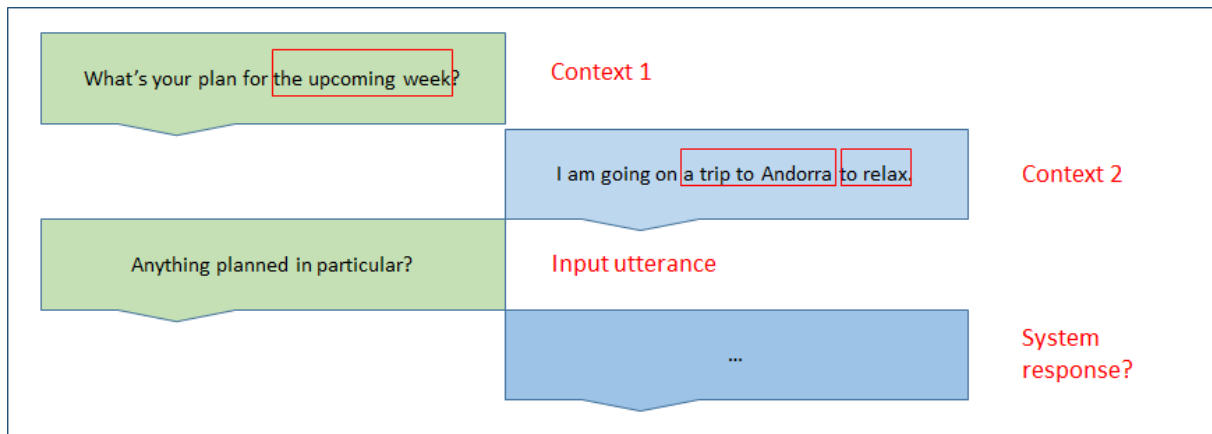 What’s your plan for the upcoming week?
Context 1
I am going on a trip to Andorra to relax.
Context 2
Anything planned in particular?
Input utterance
...
System
response?